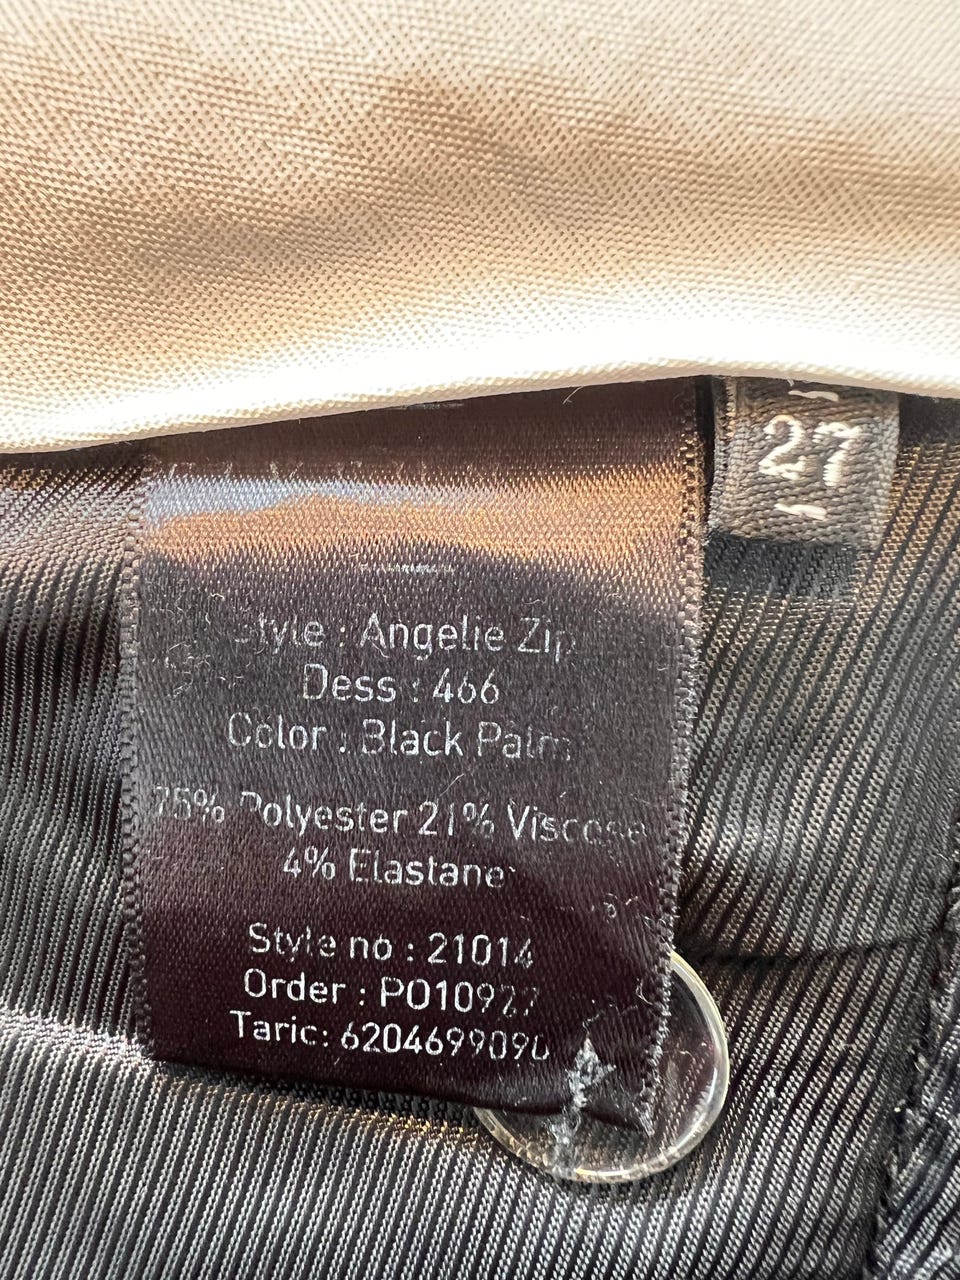 27
Style : Angelie Zip
Dess : 466
Color : Black Palm
75% Polyester 21% Viscose
4% Elastane
Style no : 21014
Order :
Taric: 6204699090